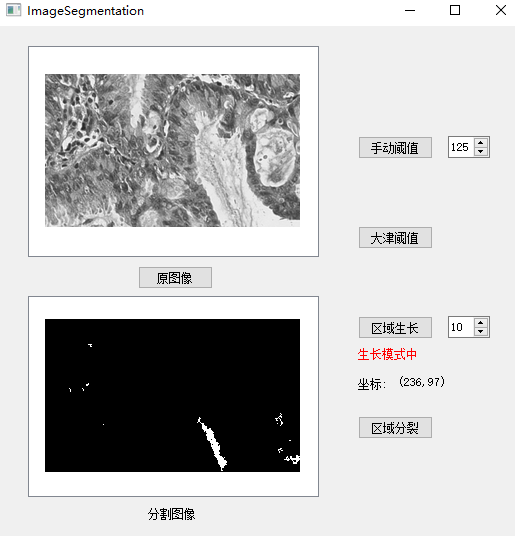 ImageSegmentation
手动阈值 125
大津阈值
原图像
区域生长 10
生长模式中
坐标: (236,97)
区域分裂
分割图像